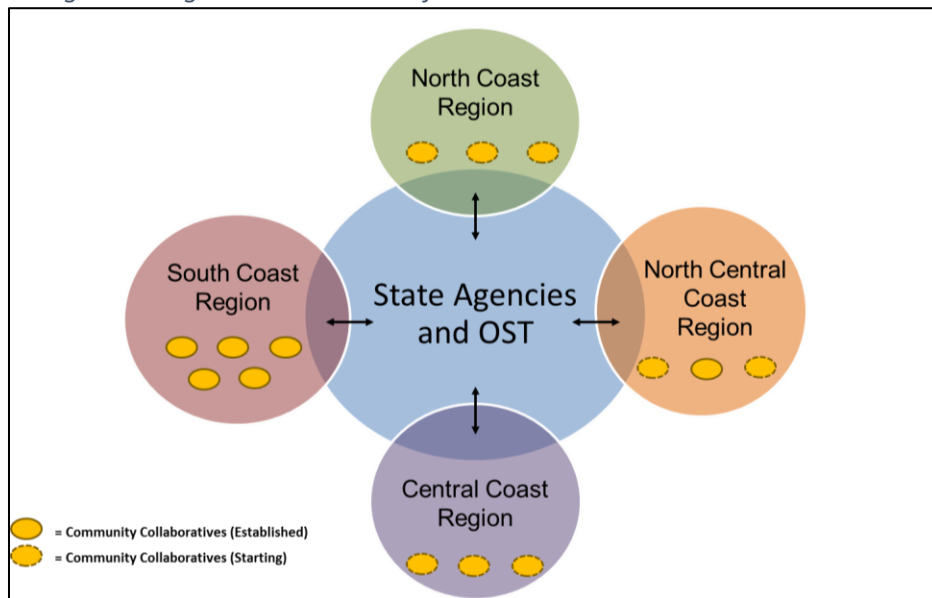 North Coast
Region
South Coast
Region
State Agencies
and OST
North Central
Coast
Region
Central Coast
Region
= Community Collaboratives (Established)
= Community Collaboratives (Starting)